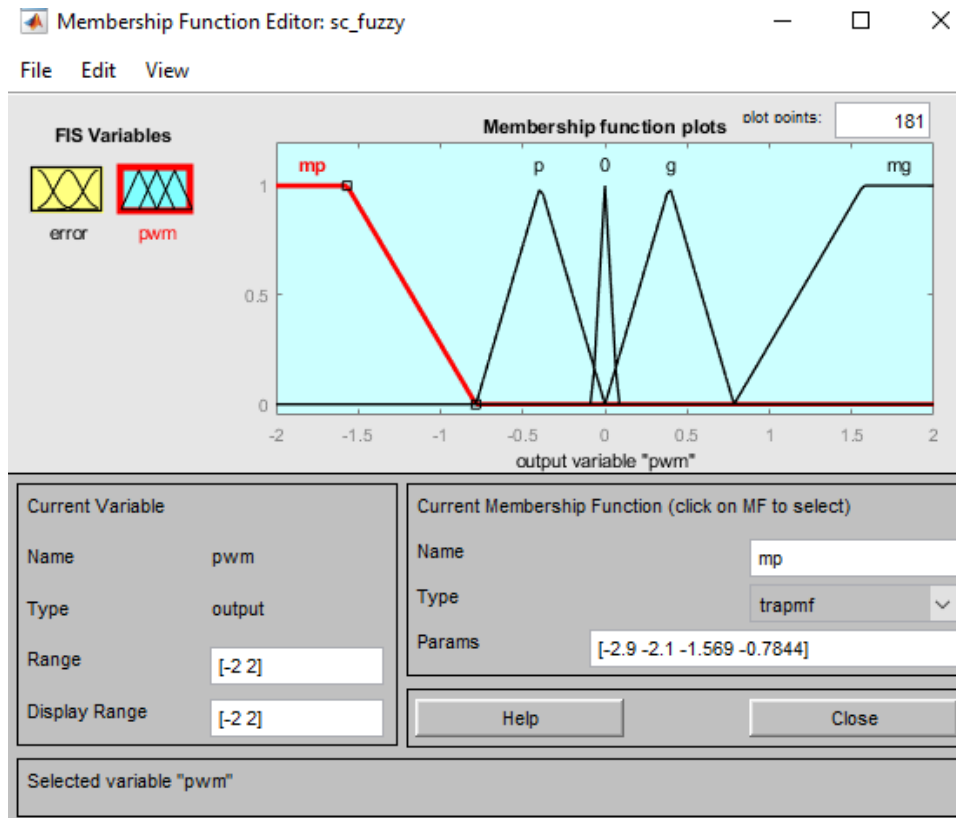 Membership Function Editor: sc_fuzzy
File Edit View
FIS Variables
error
pwm
Membership function plots
plot points:
181
mp
p
0
g
mg
1
0.5
0
-2 -1.5 -1 -0.5 0 0.5 1 1.5 2
output variable "pwm"
Current Variable
Name pwm
Type output
Range [-2 2]
Display Range [-2 2]
Current Membership Function (click on MF to select)
Name mp
Type trapmf
Params [-2.9 -2.1 -1.569 -0.7844]
Help Close
Selected variable "pwm"